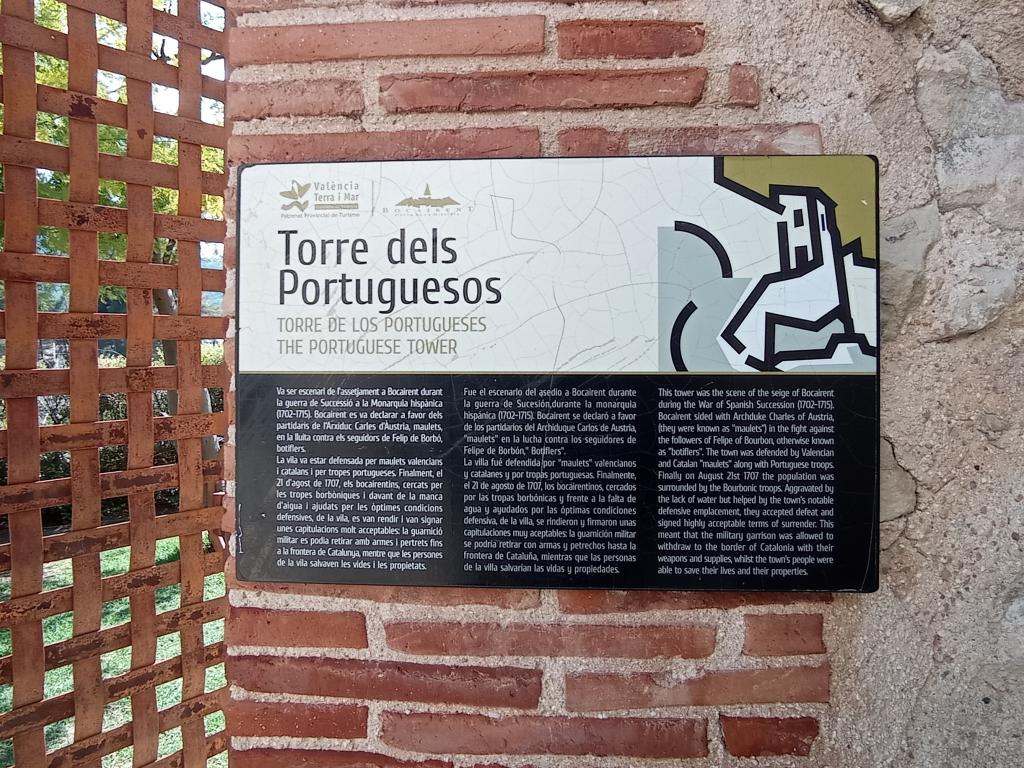 València
Terra i Mar
Patronat Provincial de Turisme
BOCAIRENT
Torre dels
Portuguesos
TORRE DE LOS PORTUGUESES
THE PORTUGUESE TOWER
Va ser escenari de l'assetjament a Bocairent durant
la guerra de Successió a la Monarquia hispànica
(1702-1715). Bocairent es va declarar a favor dels
partidaris de l'Arxiduc Carles d'Àustria, maulets,
en la lluita contra els seguidors de Felip de Borbó,
botiflers.
La vila va estar defensada per maulets valencians
i catalans i per tropes portugueses. Finalment, el
21 d'agost de 1707, els bocairentins, cercats per
les tropes borbòniques i davant de la manca
d'aigua i ajudats per les òptimes condicions
defensives, de la vila, es van rendir i van signar
unes capitulacions molt acceptables: la guarnició
militar es podia retirar amb armes i pertrets fins
a la frontera de Catalunya, mentre que les persones
de la vila salvaven les vides i les propietats.
Fue el escenario del asedio a Bocairent durante
la guerra de Sucesión,durante la monarquia
hispánica (1702-1715). Bocairent se declaró a favor
de los partidarios del Archiduque Carlos de Austria,
"maulets" en la lucha contra los seguidores de
Felipe de Borbón," Botiflers".
La villa fué defendida por "maulets" valencianos
y catalanes y por tropas portuguesas. Finalmente,
el 21 de agosto de 1707, los bocairentinos, cercados
por las tropas borbónicas y frente a la falta de
agua y ayudados por las óptimas condiciones
defensiva, de la villa, se rindieron y firmaron unas
capitulaciones muy aceptables: la guarnición militar
se podía retirar con armas y petrechos hasta la
frontera de Cataluña, mientras que las personas
de la villa salvarían las vidas y propiedades.
This tower was the scene of the seige of Bocairent
during the War of Spanish Succession (1702-1715).
Bocairent sided with Archduke Charles of Austria,
(they were known as "maulets") in the fight against
the followers of Felipe of Bourbon, otherwise known
as "botiflers". The town was defended by Valencian
and Catalan "maulets" along with Portuguese troops.
Finally on August 21st 1707 the population was
surrounded by the Bourbonic troops. Aggravated by
the lack of water but helped by the town's notable
defensive emplacement, they accepted defeat and
signed highly acceptable terms of surrender. This
meant that the military garrison was allowed to
withdraw to the border of Catalonia with their
weapons and supplies, whilst the town's people were
able to save their lives and their properties.